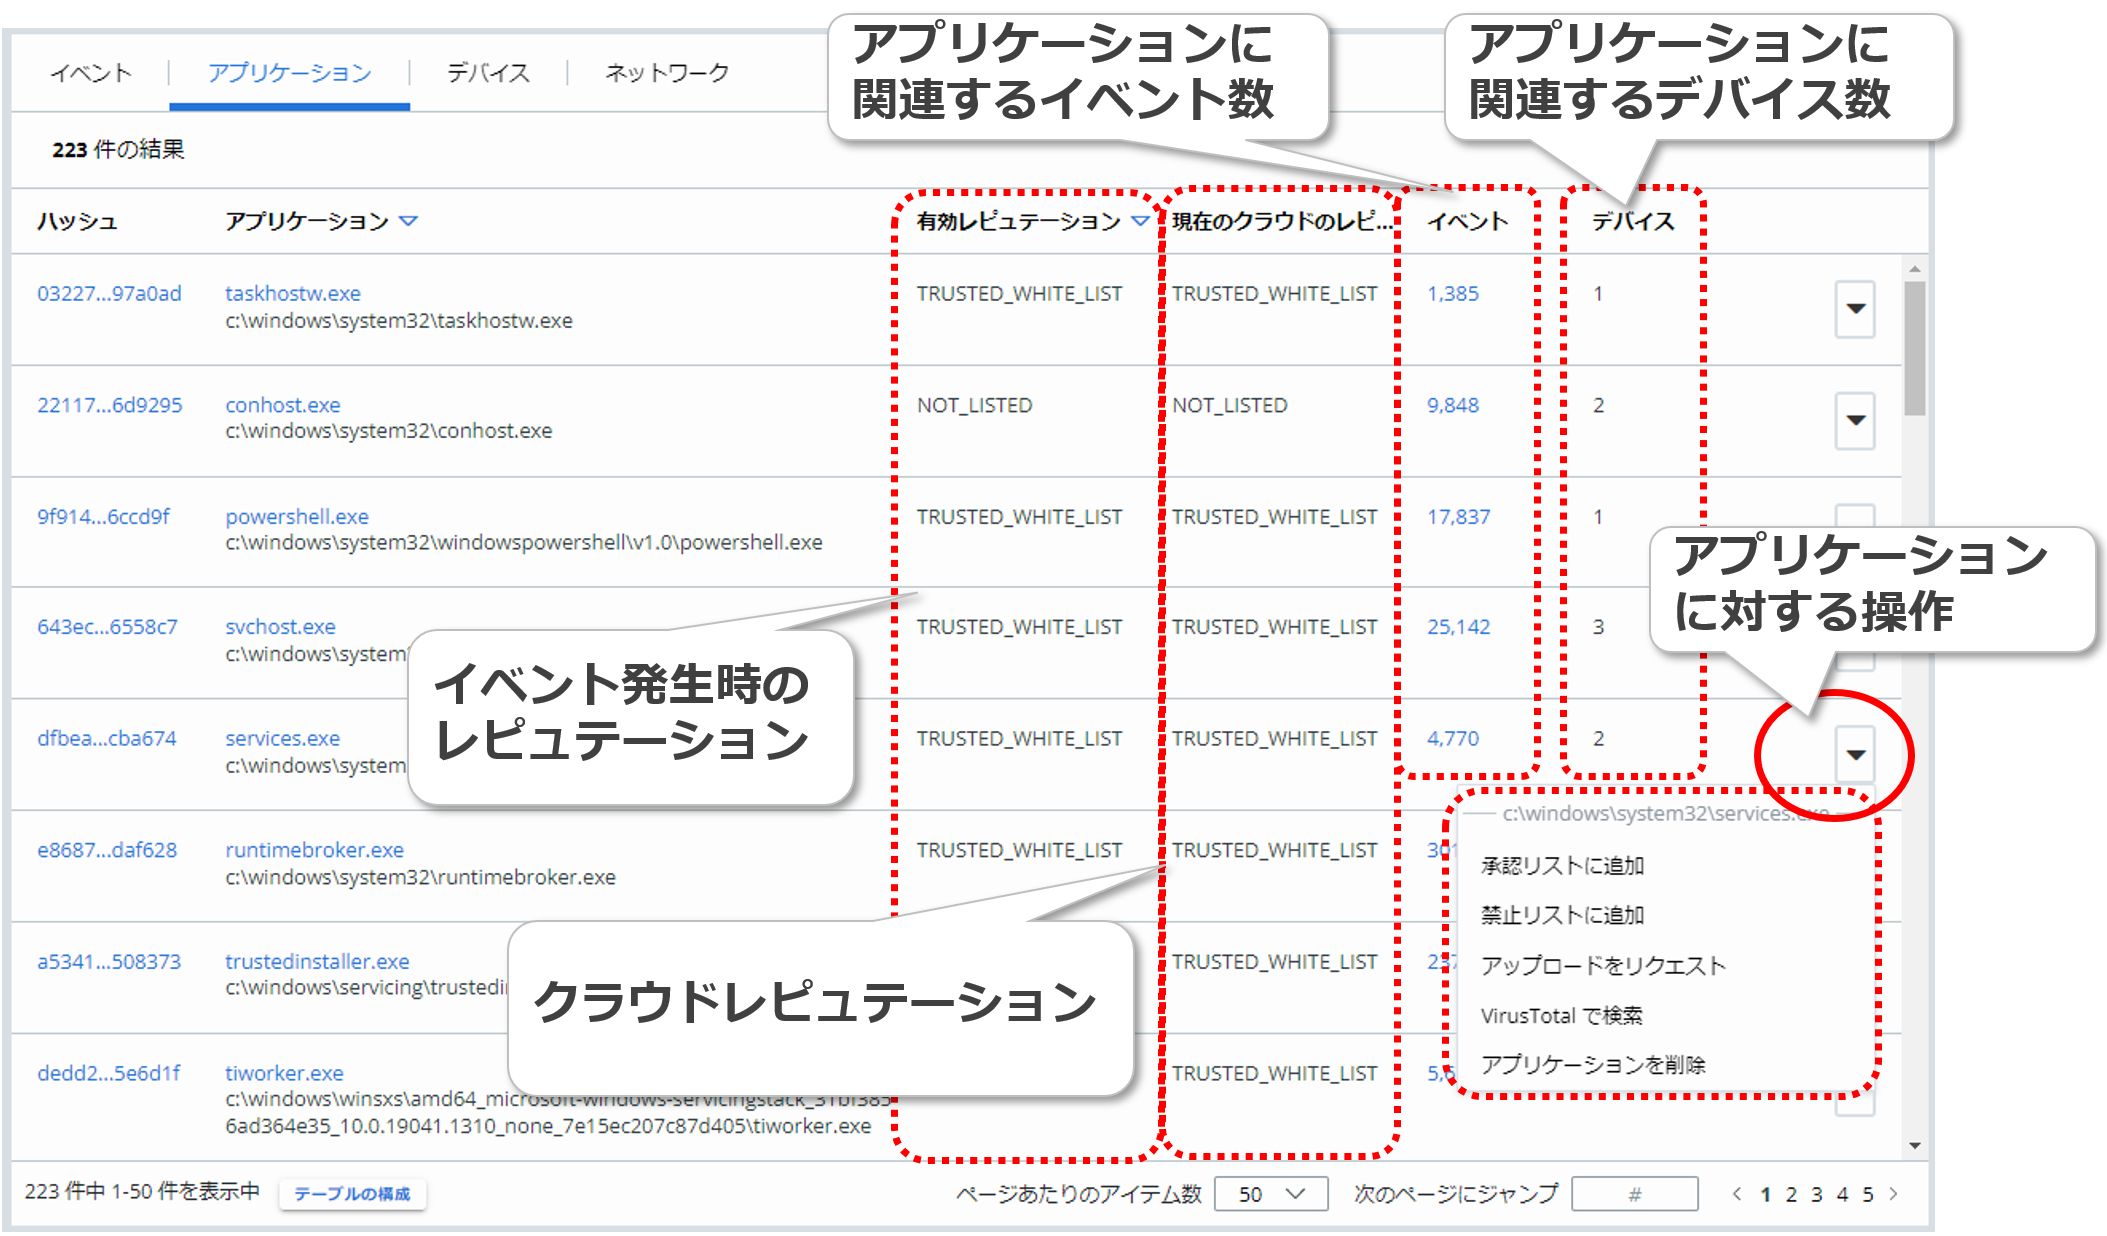 アプリケーションに
関連するイベント数
アプリケーションに
関連するデバイス数
イベント
アプリケーション
デバイス
ネットワーク
223 件の結果
ハッシュ
アプリケーション
有効レピュテーション
現在のクラウドのレピ...
イベント
デバイス
03227...97a0ad
taskhostw.exe
TRUSTED_WHITE_LIST
TRUSTED_WHITE_LIST
1,385
1
c:\windows\system32\taskhostw.exe
22117...6d9295
conhost.exe
NOT_LISTED
NOT_LISTED
9,848
2
c:\windows\system32\conhost.exe
9f914...6ccd9f
powershell.exe
TRUSTED_WHITE_LIST
TRUSTED_WHITE_LIST
17,837
1
c:\windows\system32\windowspowershell\v1.0\powershell.exe
アプリケーション
に対する操作
643ec...6558c7
svchost.exe
TRUSTED_WHITE_LIST
TRUSTED_WHITE_LIST
25,142
3
c:\windows\system
イベント発生時の
レピュテーション
dfbea...cba674
services.exe
TRUSTED_WHITE_LIST
TRUSTED_WHITE_LIST
4,770
2
c:\windows\system
c:\windows\system32\services.exe
承認リストに追加
禁止リストに追加
アップロードをリクエスト
VirusTotal で検索
アプリケーションを削除
e8687...daf628
runtimebroker.exe
TRUSTED_WHITE_LIST
TRUSTED_WHITE_LIST
c:\windows\system32\runtimebroker.exe
クラウドレピュテーション
a5341...508373
trustedinstaller.exe
TRUSTED_WHITE_LIST
237
c:\windows\servicing\trustedi
dedd2...5e6d1f
tiworker.exe
TRUSTED_WHITE_LIST
5,6
c:\windows\winsxs\amd64_microsoft-windows-servicingstack_31bf385
6ad364e35_10.0.19041.1310_none_7e15ec207c87d405\tiworker.exe
223 件中 1-50 件を表示中
テーブルの構成
ページあたりのアイテム数
50
次のページにジャンプ
#
< 1 2 3 4 5 >